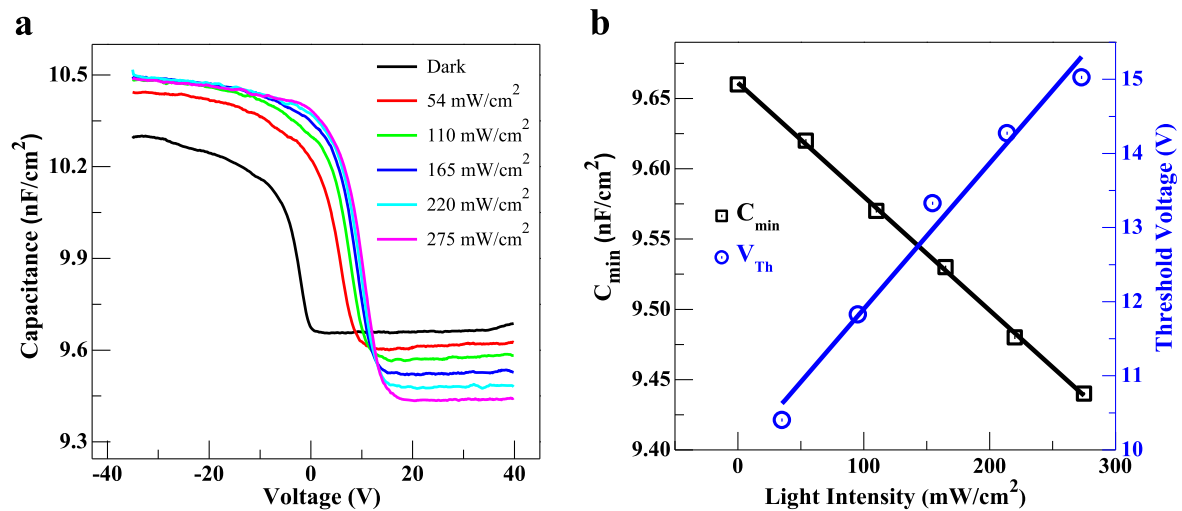 a
Capacitance (nF/cm²)
10.5
10.2
9.9
9.6
9.3
-40
-20
0
20
40
Voltage (V)
Dark
54 mW/cm²
110 mW/cm²
165 mW/cm²
220 mW/cm²
275 mW/cm²
b
C_min (nF/cm²)
9.65
9.60
9.55
9.50
9.45
9.40
0
100
200
300
Light Intensity (mW/cm²)
C_min
V_Th
15
14
13
12
11
10
Threshold Voltage (V)